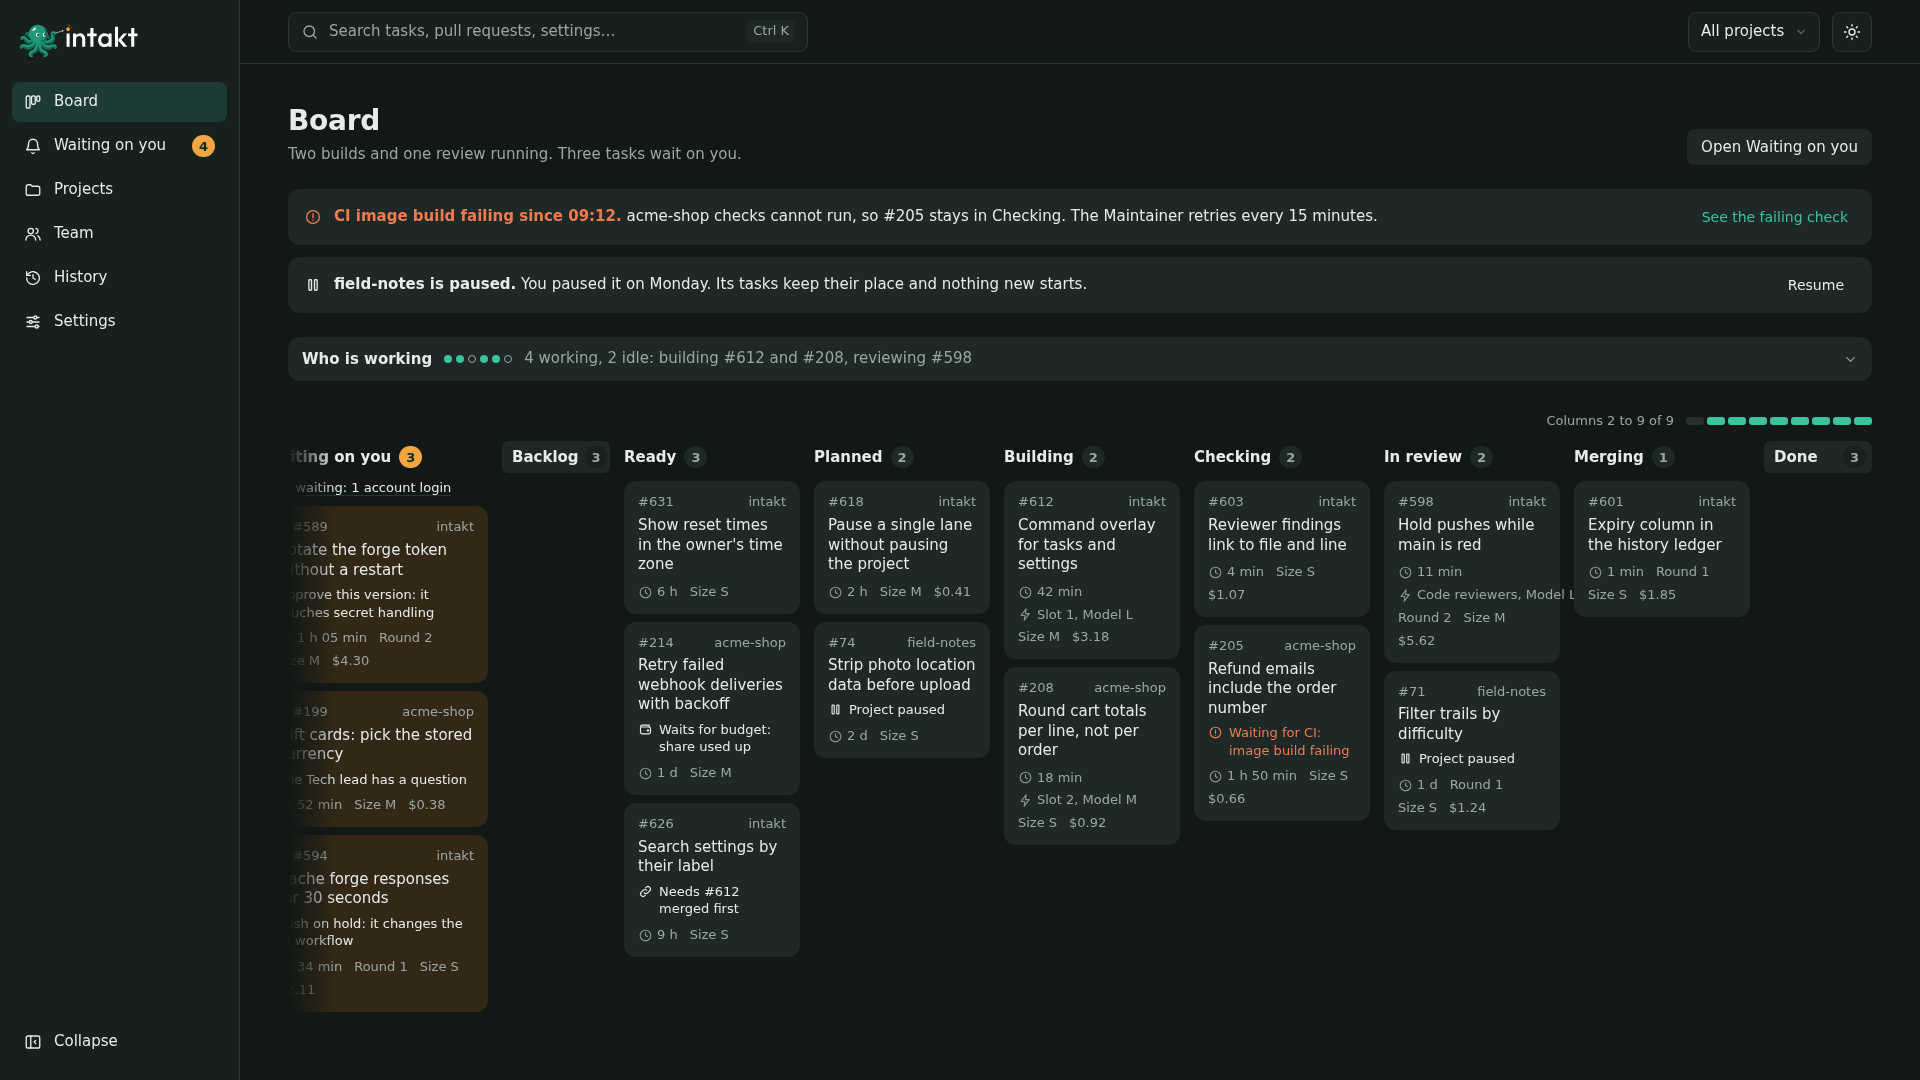 intakt
Search tasks, pull requests, settings...
Ctrl K
All projects
Board
Waiting on you 4
Projects
Team
History
Settings
Collapse
Board
Two builds and one review running. Three tasks wait on you.
Open Waiting on you
CI image build failing since 09:12. acme-shop checks cannot run, so #205 stays in Checking. The Maintainer retries every 15 minutes.
See the failing check
field-notes is paused. You paused it on Monday. Its tasks keep their place and nothing new starts.
Resume
Who is working 4 working, 2 idle: building #612 and #208, reviewing #598
Columns 2 to 9 of 9
on you 3
waiting: 1 account login
#589 intakt
the forge token
without a restart
approve this version: it
touches secret handling
1 h 05 min Round 2
M $4.30
#199 acme-shop
cards: pick the stored
currency
Tech lead has a question
52 min Size M $0.38
#594 intakt
forge responses
30 seconds
on hold: it changes the
workflow
34 min Round 1 Size S
Backlog 3
Ready 3
#631 intakt
Show reset times
in the owner's time
zone
6 h Size S
#214 acme-shop
Retry failed
webhook deliveries
with backoff
Waits for budget:
share used up
1 d Size M
#626 intakt
Search settings by
their label
Needs #612
merged first
9 h Size S
Planned 2
#618 intakt
Pause a single lane
without pausing
the project
2 h Size M $0.41
#74 field-notes
Strip photo location
data before upload
Project paused
2 d Size S
Building 2
#612 intakt
Command overlay
for tasks and
settings
42 min
Slot 1, Model L
Size M $3.18
#208 acme-shop
Round cart totals
per line, not per
order
18 min
Slot 2, Model M
Size S $0.92
Checking 2
#603 intakt
Reviewer findings
link to file and line
4 min Size S
$1.07
#205 acme-shop
Refund emails
include the order
number
Waiting for CI:
image build failing
1 h 50 min Size S
$0.66
In review 2
#598 intakt
Hold pushes while
main is red
11 min
Code reviewers, Model L
Round 2 Size M
$5.62
#71 field-notes
Filter trails by
difficulty
Project paused
1 d Round 1
Size S $1.24
Merging 1
#601 intakt
Expiry column in
the history ledger
1 min Round 1
Size S $1.85
Done 3